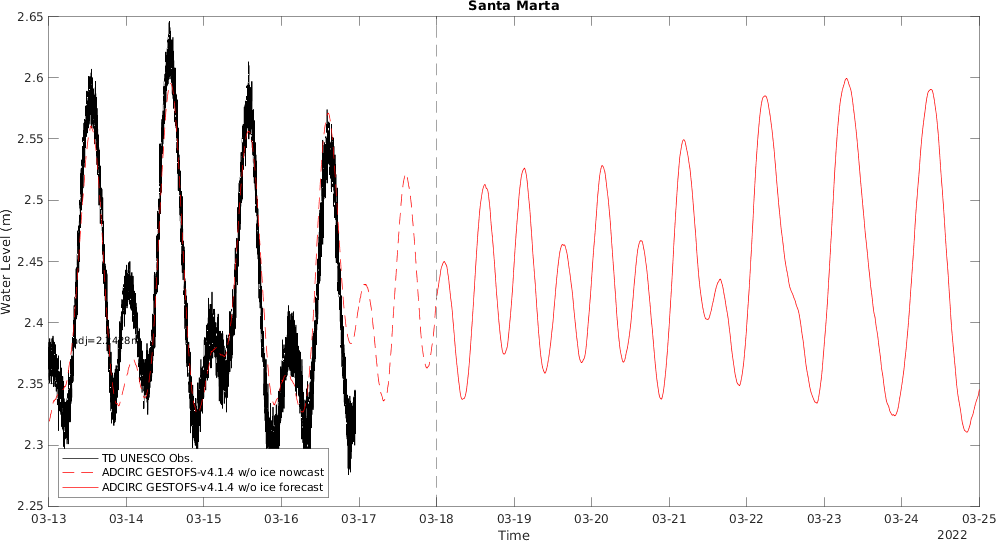 Santa Marta
2.65
2.6
2.55
2.5
2.45
2.4
2.35
2.3
2.25
Water Level (m)
TD UNESCO Obs.
ADCIRC GESTOFS-v4.1.4 w/o ice nowcast
ADCIRC GESTOFS-v4.1.4 w/o ice forecast
03-13 03-14 03-15 03-16 03-17 03-18 03-19 03-20 03-21 03-22 03-23 03-24 03-25
Time
2022